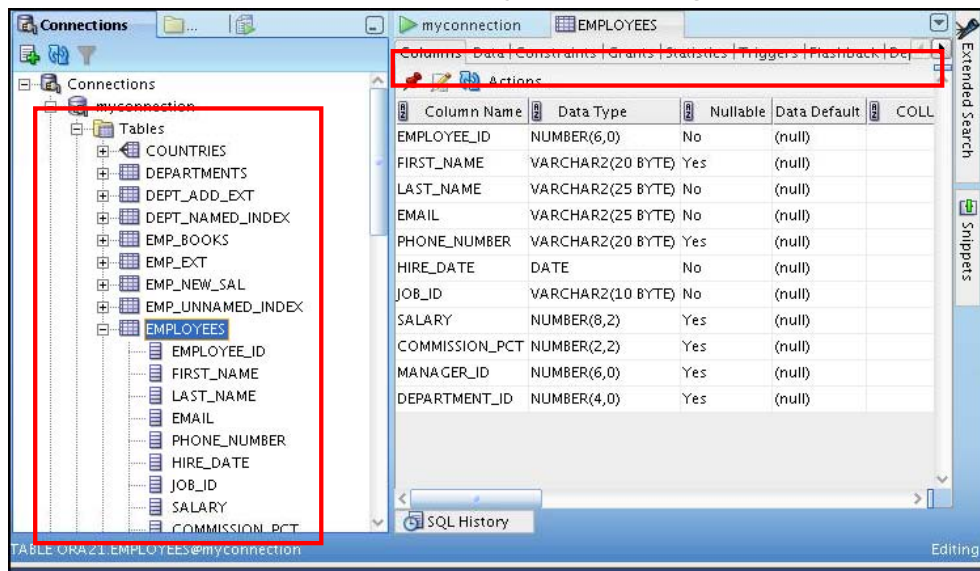 Connections
...
myconnection
EMPLOYEES
Columns Data Constraints Grants Statistics Triggers Flashback Dep
Actions
Connections
myconnection
Tables
COUNTRIES
DEPARTMENTS
DEPT_ADD_EXT
DEPT_NAMED_INDEX
EMP_BOOKS
EMP_EXT
EMP_NEW_SAL
EMP_UNNAMED_INDEX
EMPLOYEES
EMPLOYEE_ID
FIRST_NAME
LAST_NAME
EMAIL
PHONE_NUMBER
HIRE_DATE
JOB_ID
SALARY
COMMISSION_PCT
Column Name Data Type Nullable Data Default COLL
EMPLOYEE_ID NUMBER(6,0) No (null)
FIRST_NAME VARCHAR2(20 BYTE) Yes (null)
LAST_NAME VARCHAR2(25 BYTE) No (null)
EMAIL VARCHAR2(25 BYTE) No (null)
PHONE_NUMBER VARCHAR2(20 BYTE) Yes (null)
HIRE_DATE DATE No (null)
JOB_ID VARCHAR2(10 BYTE) No (null)
SALARY NUMBER(8,2) Yes (null)
COMMISSION_PCT NUMBER(2,2) Yes (null)
MANAGER_ID NUMBER(6,0) Yes (null)
DEPARTMENT_ID NUMBER(4,0) Yes (null)
SQL History
Extended Search
Snippets
TABLE ORA21.EMPLOYEES@myconnection
Editing